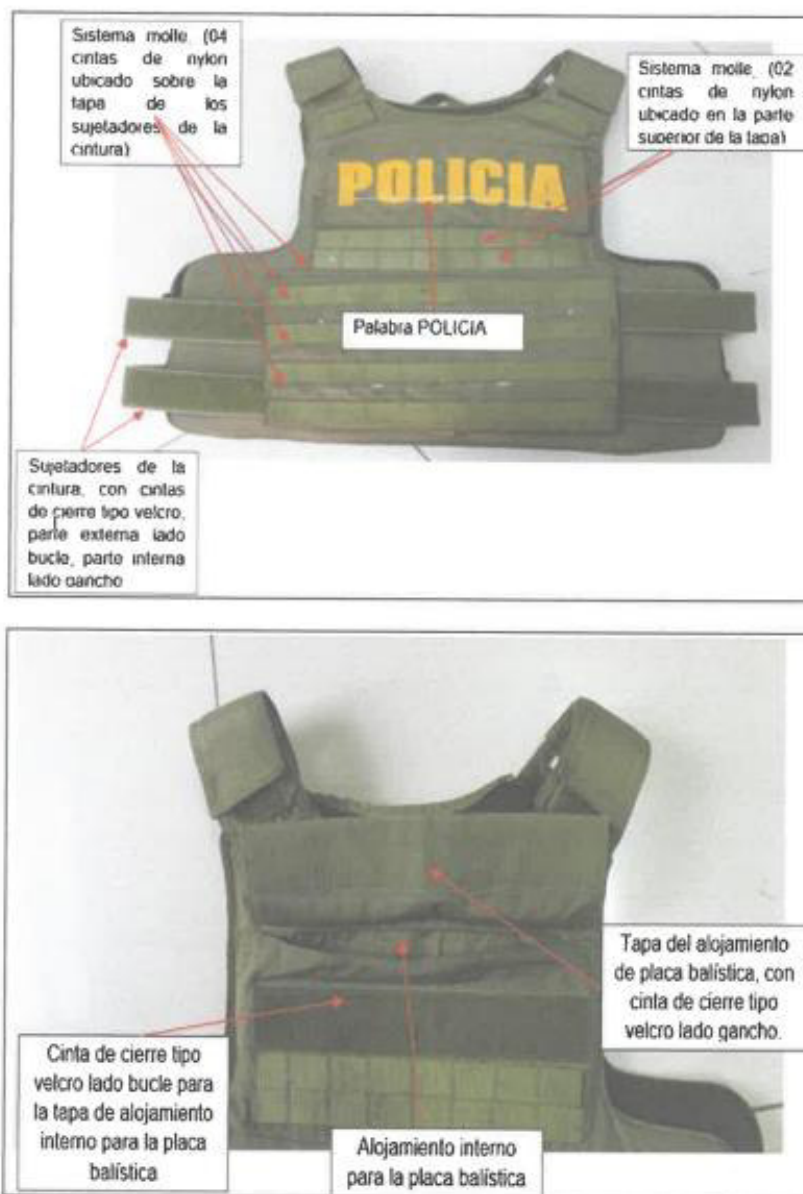 Sistema molle (04
cintas de nylon
ubicado sobre la
tapa de los
sujetadores de la
cintura)
Sistema molle (02
cintas de nylon
ubicado en la parte
superior de la tapa)
POLICIA
Palabra POLICIA
Sujetadores de la
cintura, con cintas
de cierre tipo velcro,
parte externa lado
bucle, parte interna
lado gancho
Tapa del alojamiento
de placa balística, con
cinta de cierre tipo
velcro lado gancho.
Cinta de cierre tipo
velcro lado bucle para
la tapa de alojamiento
interno para la placa
balística
Alojamiento interno
para la placa balística